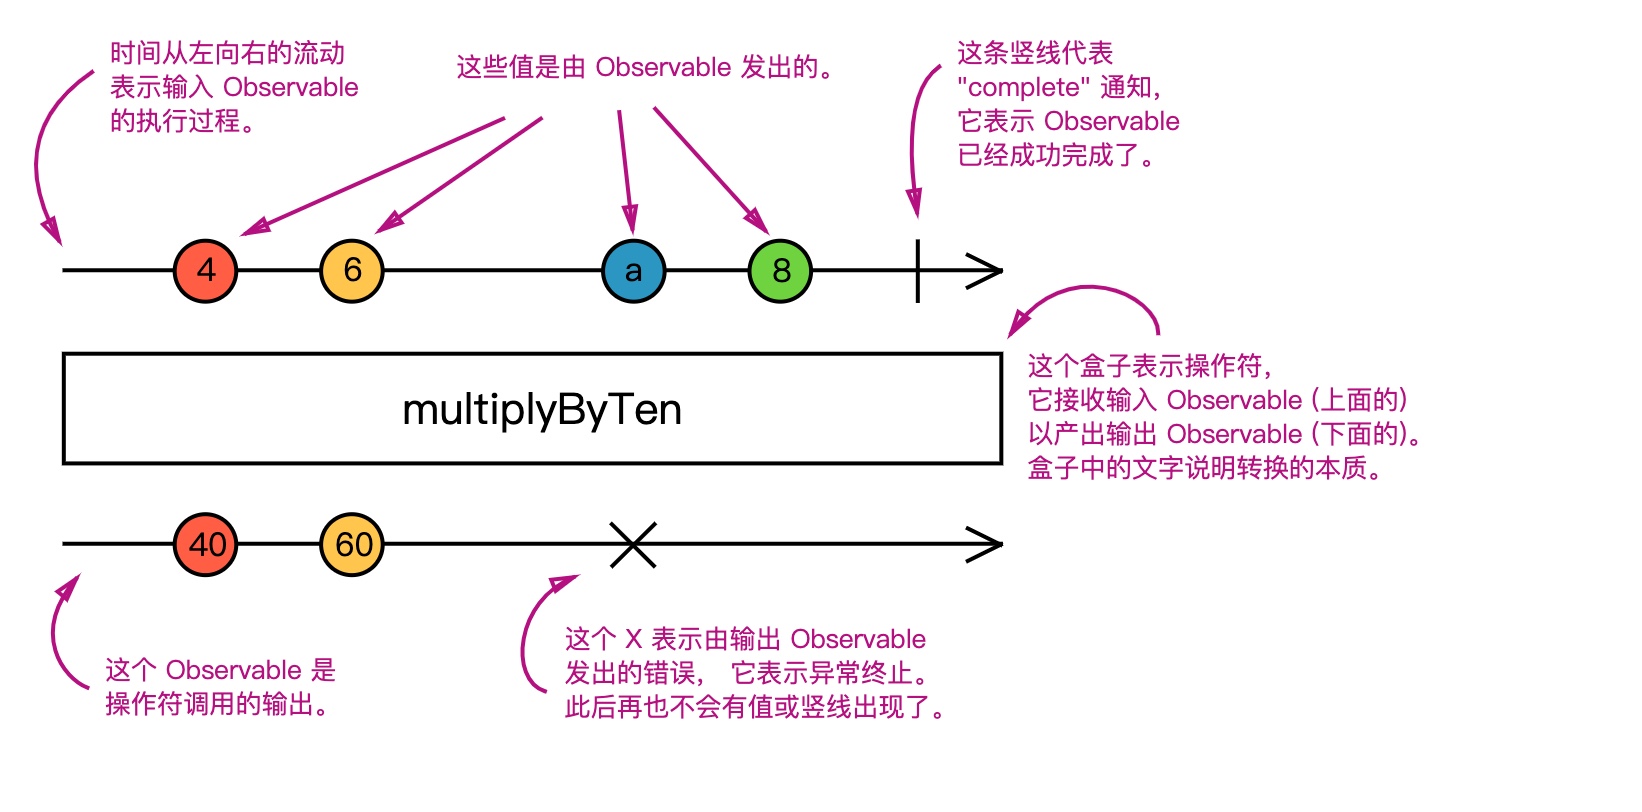 时间从左向右的流动
表示输入 Observable
的执行过程。
这些值是由 Observable 发出的。
这条竖线代表
"complete" 通知，
它表示 Observable
已经成功完成了。
4
6
a
8
multiplyByTen
这个盒子表示操作符，
它接收输入 Observable (上面的)
以产出输出 Observable (下面的)。
盒子中的文字说明转换的本质。
40
60
这个 Observable 是
操作符调用的输出。
这个 X 表示由输出 Observable
发出的错误， 它表示异常终止。
此后再也不会有值或竖线出现了。